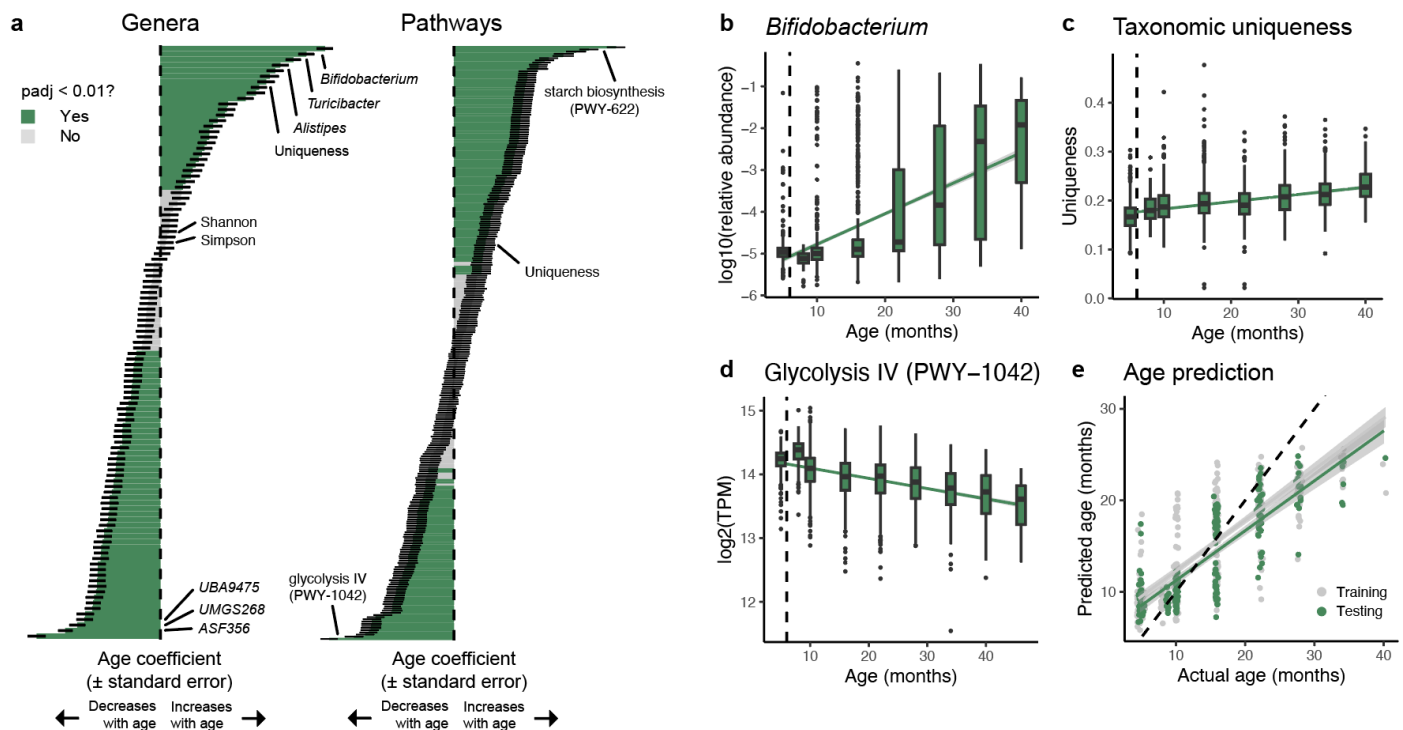 a
Genera
Pathways
padj < 0.01?
Yes
No
Bifidobacterium
Turicibacter
Alistipes
Uniqueness
Shannon
Simpson
UBA9475
UMGS268
ASF356
starch biosynthesis
(PWY-622)
Uniqueness
glycolysis IV
(PWY-1042)
Age coefficient
(± standard error)
Decreases
with age
Increases
with age
Age coefficient
(± standard error)
Decreases
with age
Increases
with age
b
Bifidobacterium
log10(relative abundance)
−1
−2
−3
−4
−5
−6
10
20
30
40
Age (months)
c
Taxonomic uniqueness
Uniqueness
0.4
0.3
0.2
0.1
0.0
10
20
30
40
Age (months)
d
Glycolysis IV (PWY−1042)
log2(TPM)
15
14
13
12
10
20
30
40
Age (months)
e
Age prediction
Predicted age (months)
30
20
10
Training
Testing
10
20
30
40
Actual age (months)